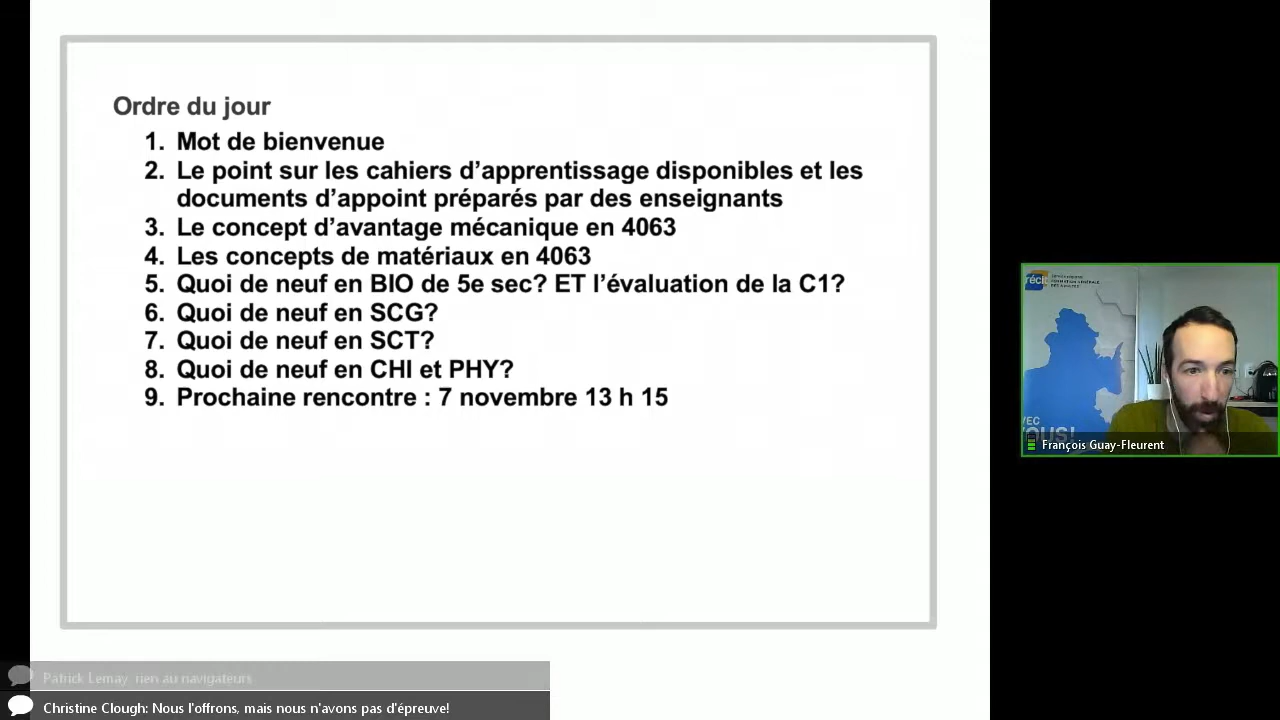 Ordre du jour
1. Mot de bienvenue
2. Le point sur les cahiers d'apprentissage disponibles et les
documents d'appoint préparés par des enseignants
3. Le concept d'avantage mécanique en 4063
4. Les concepts de matériaux en 4063
5. Quoi de neuf en BIO de 5e sec? ET l'évaluation de la C1?
6. Quoi de neuf en SCG?
7. Quoi de neuf en SCT?
8. Quoi de neuf en CHI et PHY?
9. Prochaine rencontre : 7 novembre 13 h 15
récit
VEC
VOUS!
François Guay-Fleurent
Patrick Lemay: rien au navigateurs
Christine Clough: Nous l'offrons, mais nous n'avons pas d'épreuve!